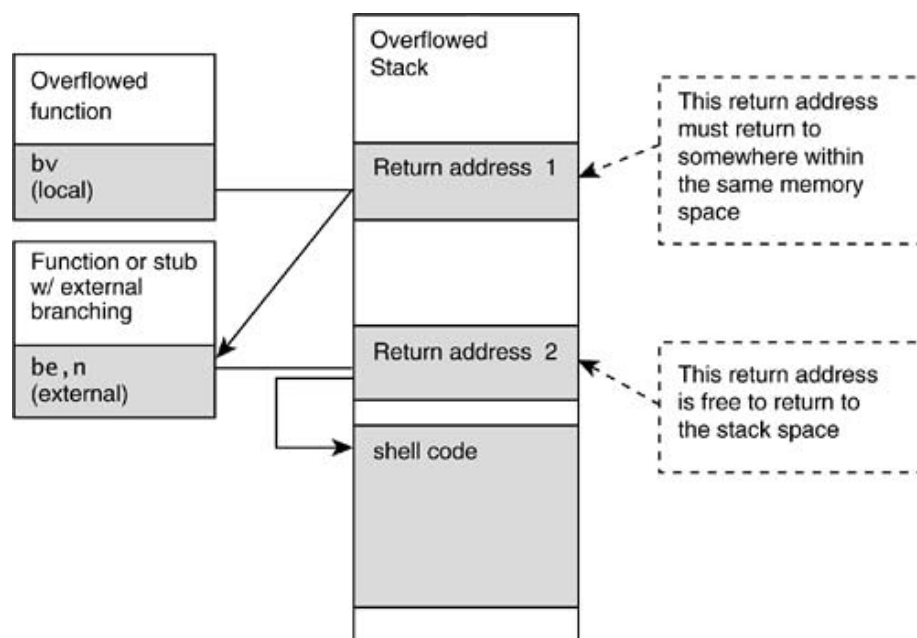 Overflowed
function
bv
(local)
Function or stub
w/ external
branching
be,n
(external)
Overflowed
Stack
Return address 1
Return address 2
shell code
This return address
must return to
somewhere within
the same memory
space
This return address
is free to return to
the stack space